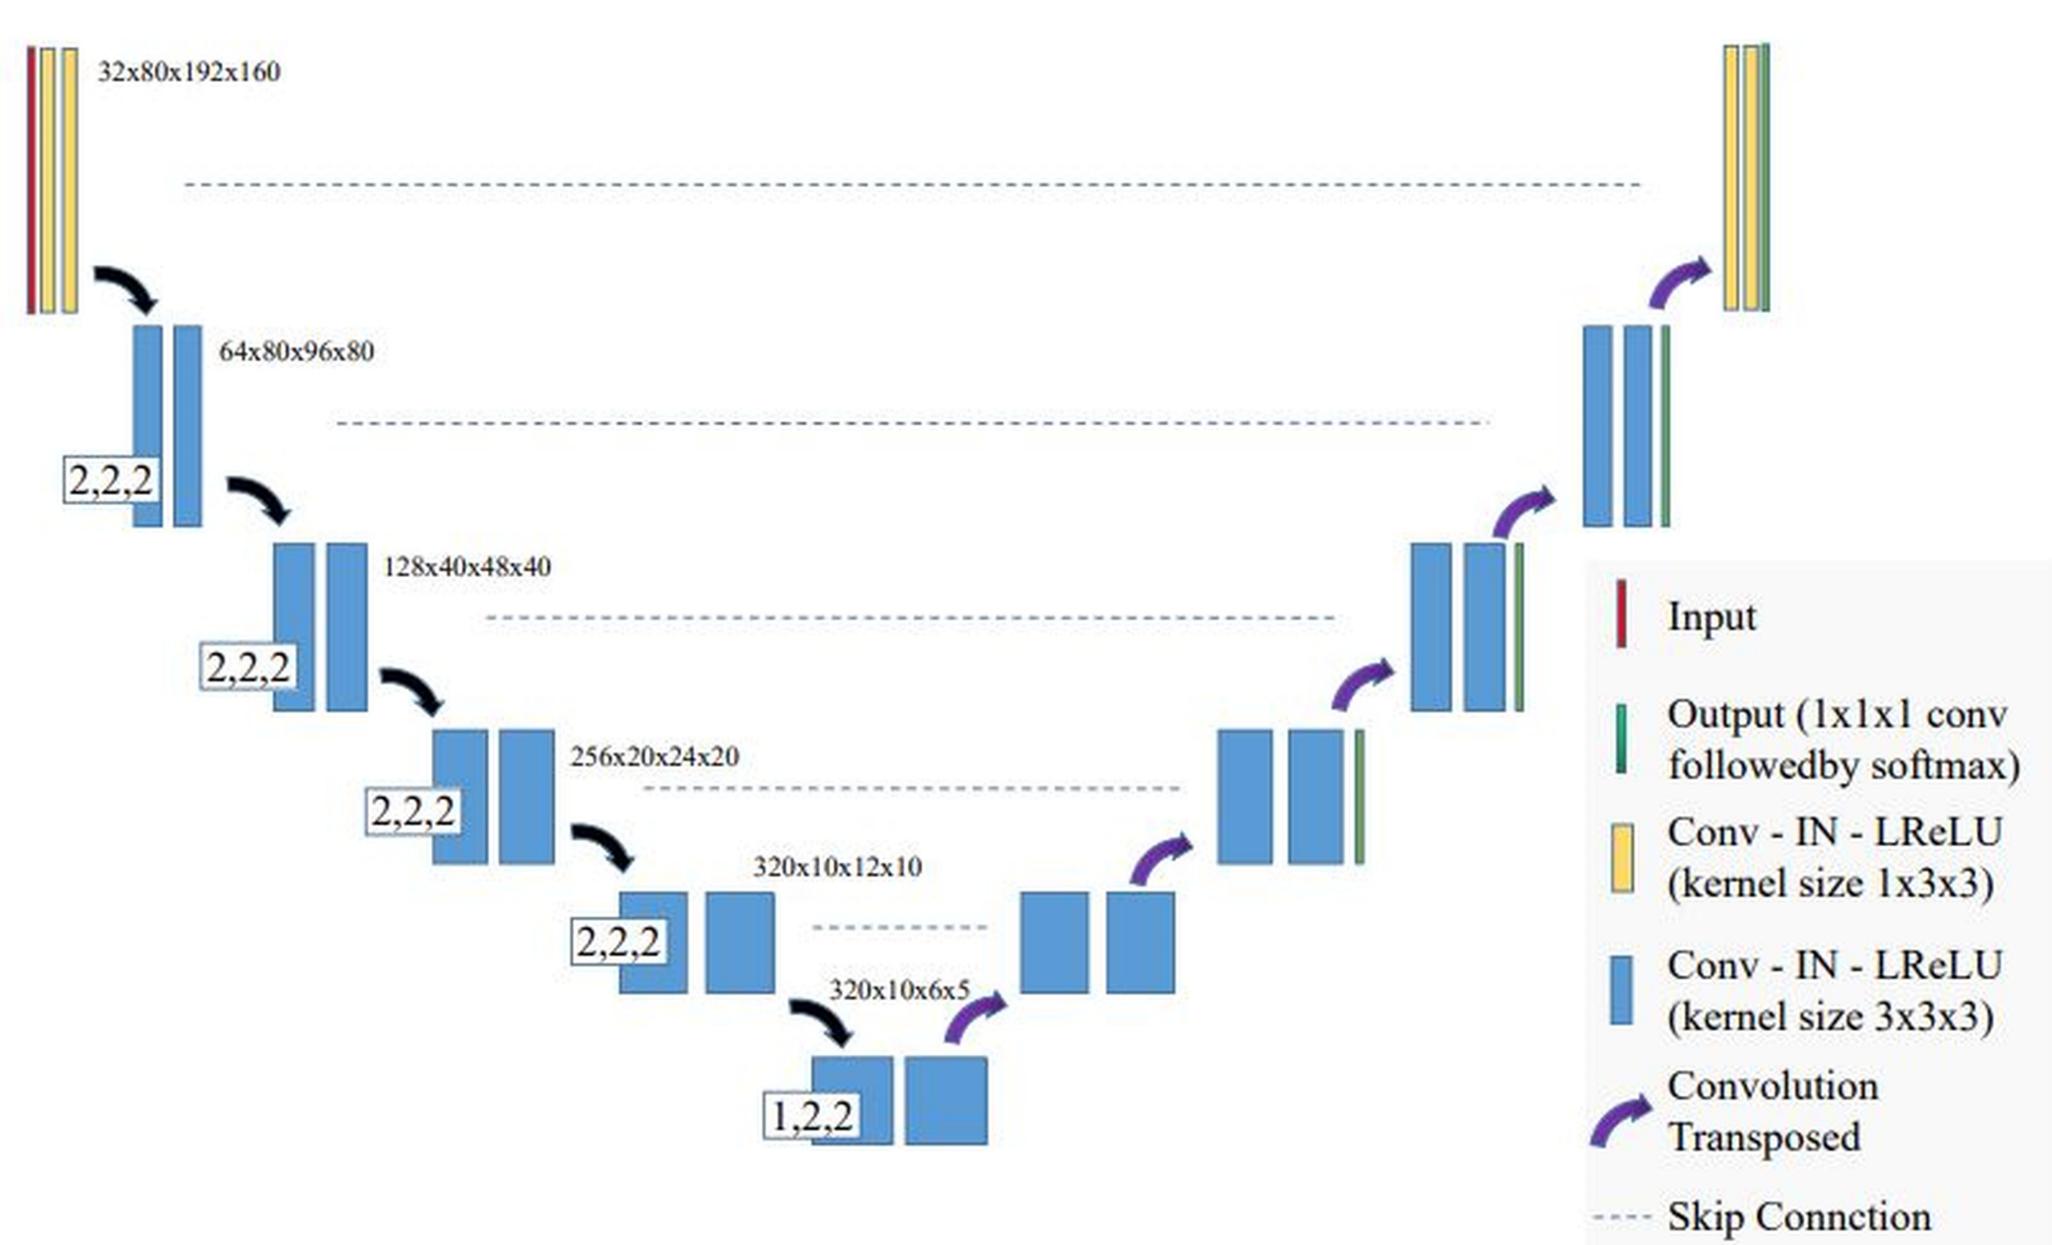 32x80x192x160
64x80x96x80
2,2,2
128x40x48x40
2,2,2
256x20x24x20
2,2,2
320x10x12x10
2,2,2
320x10x6x5
1,2,2
Input
Output (1x1x1 conv
followedby softmax)
Conv - IN - LReLU
(kernel size 1x3x3)
Conv - IN - LReLU
(kernel size 3x3x3)
Convolution
Transposed
Skip Connction